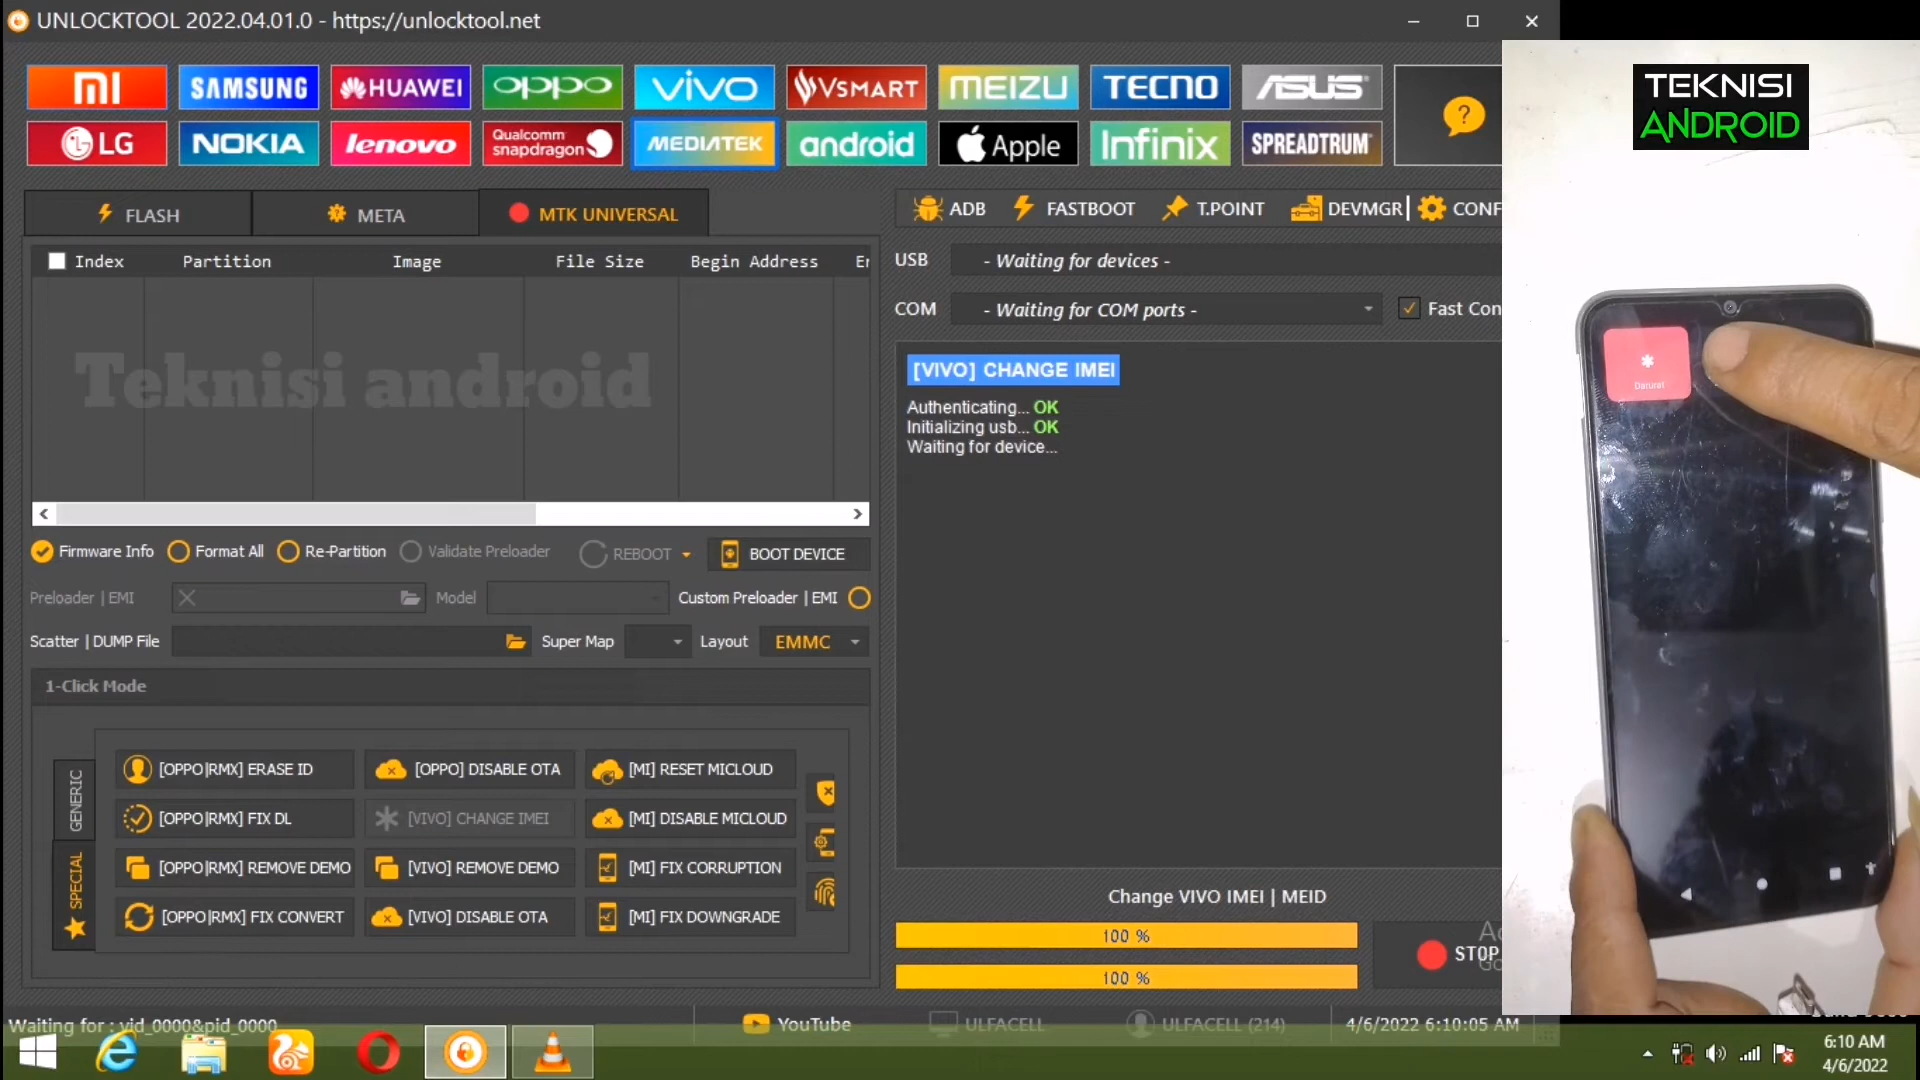 UNLOCKTOOL 2022.04.01.0 - https://unlocktool.net
mi SAMSUNG HUAWEI oppo vivo VSMART MEIZU TECNO ASUS ?
LG NOKIA lenovo Qualcomm snapdragon MEDIATEK android Apple Infinix SPREADTRUM
TEKNISI
ANDROID
FLASH META MTK UNIVERSAL
ADB FASTBOOT T.POINT DEVMGR CONF
Index Partition Image File Size Begin Address
USB - Waiting for devices -
COM - Waiting for COM ports - Fast Con
Teknisi android
[VIVO] CHANGE IMEI
Authenticating... OK
Initializing usb... OK
Waiting for device...
Darurat
Firmware Info Format All Re-Partition Validate Preloader REBOOT BOOT DEVICE
Preloader | EMI Model Custom Preloader | EMI
Scatter | DUMP File Super Map Layout EMMC
1-Click Mode
GENERIC
SPECIAL
[OPPO|RMX] ERASE ID [OPPO] DISABLE OTA [MI] RESET MICLOUD
[OPPO|RMX] FIX DL [VIVO] CHANGE IMEI [MI] DISABLE MICLOUD
[OPPO|RMX] REMOVE DEMO [VIVO] REMOVE DEMO [MI] FIX CORRUPTION
[OPPO|RMX] FIX CONVERT [VIVO] DISABLE OTA [MI] FIX DOWNGRADE
Change VIVO IMEI | MEID
100 %
100 %
STOP
Waiting for : vid_0000&pid_0000 YouTube ULFACELL ULFACELL (214) 4/6/2022 6:10:05 AM
6:10 AM
4/6/2022